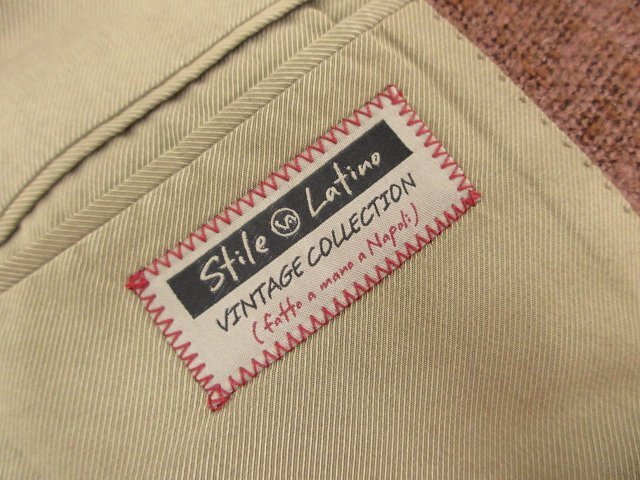 Stile Latino
VINTAGE COLLECTION
(fatto a mano a Napoli)